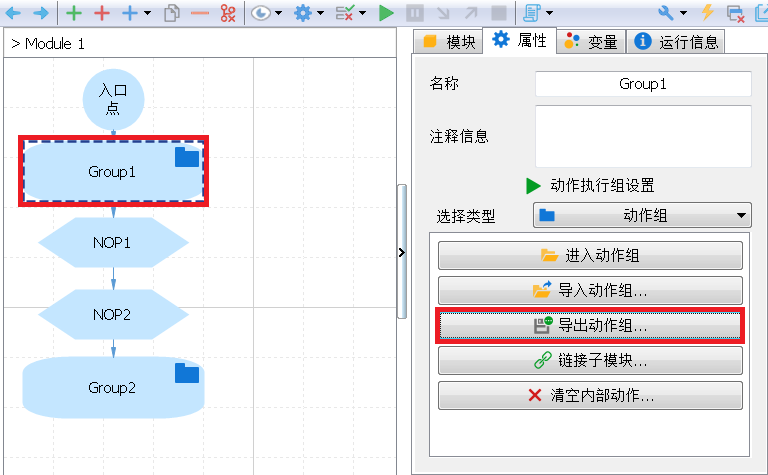 > Module 1
入口
点
Group1
NOP1
NOP2
Group2
模块
属性
变量
运行信息
名称
Group1
注释信息
动作执行组设置
选择类型
动作组
进入动作组
导入动作组...
导出动作组...
链接子模块...
清空内部动作...